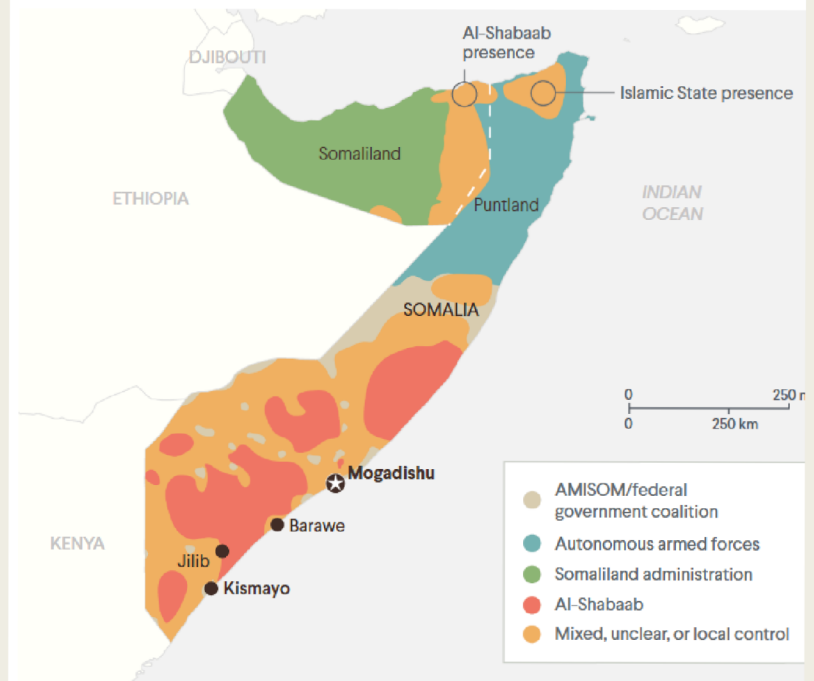 Al-Shabaab
presence
DJIBOUTI
Islamic State presence
Somaliland
ETHIOPIA
INDIAN
OCEAN
Puntland
SOMALIA
0
250 m
0
250 km
Mogadishu
Barawe
KENYA
Jilib
Kismayo
AMISOM/federal
government coalition
Autonomous armed forces
Somaliland administration
Al-Shabaab
Mixed, unclear, or local control